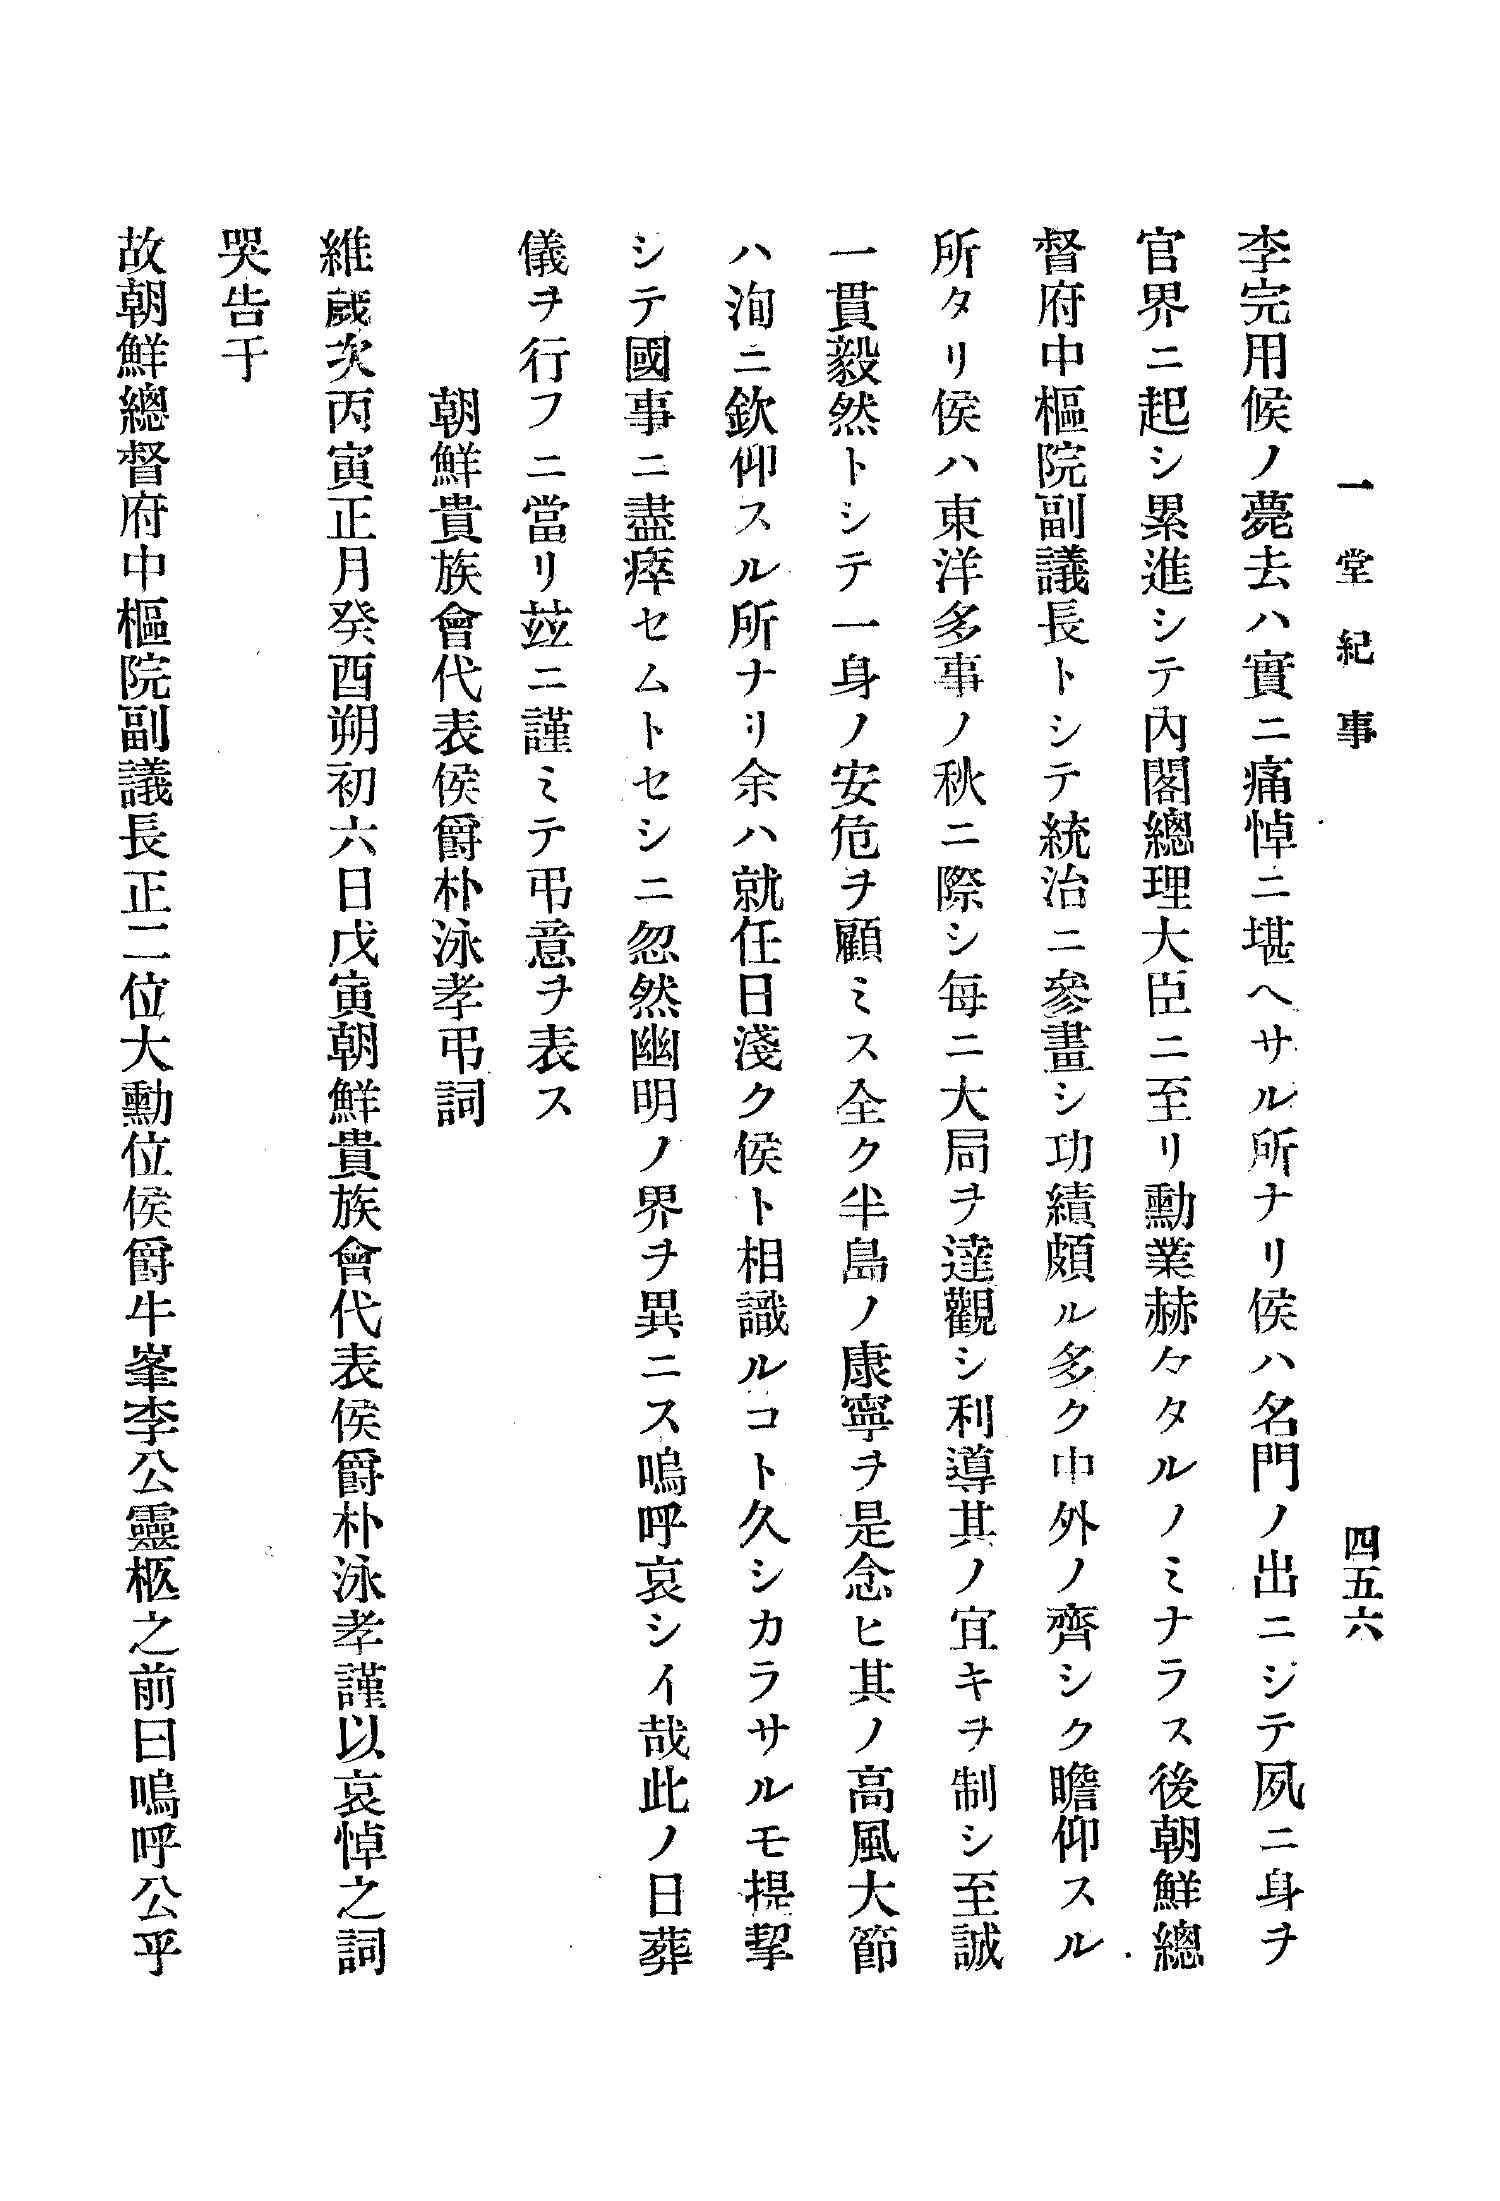 一堂紀事 四五六
李完用候ノ薨去ハ實ニ痛悼ニ堪ヘサル所ナリ侯ハ名門ノ出ニシテ夙ニ身ヲ
官界ニ起シ累進シテ內閣總理大臣ニ至リ勳業赫々タルノミナラス後朝鮮總
督府中樞院副議長トシテ統治ニ參畫シ功績頗ル多ク中外ノ齊シク瞻仰スル
所タリ侯ハ東洋多事ノ秋ニ際シ每ニ大局ヲ達觀シ利導其ノ宜キヲ制シ至誠
一貫毅然トシテ一身ノ安危ヲ顧ミス全ク半島ノ康寧ヲ是念ヒ其ノ高風大節
ハ洵ニ欽仰スル所ナリ余ハ就任日淺ク侯ト相識ルコト久シカラサルモ提挈
シテ國事ニ盡瘁セムトセシニ忽然幽明ノ界ヲ異ニス嗚呼哀シイ哉此ノ日葬
儀ヲ行フニ當リ玆ニ謹ミテ弔意ヲ表ス
朝鮮貴族會代表侯爵朴泳孝弔詞
維歲次丙寅正月癸酉朔初六日戊寅朝鮮貴族會代表侯爵朴泳孝謹以哀悼之詞
哭告于
故朝鮮總督府中樞院副議長正二位大勳位侯爵牛峯李公靈柩之前曰嗚呼公乎